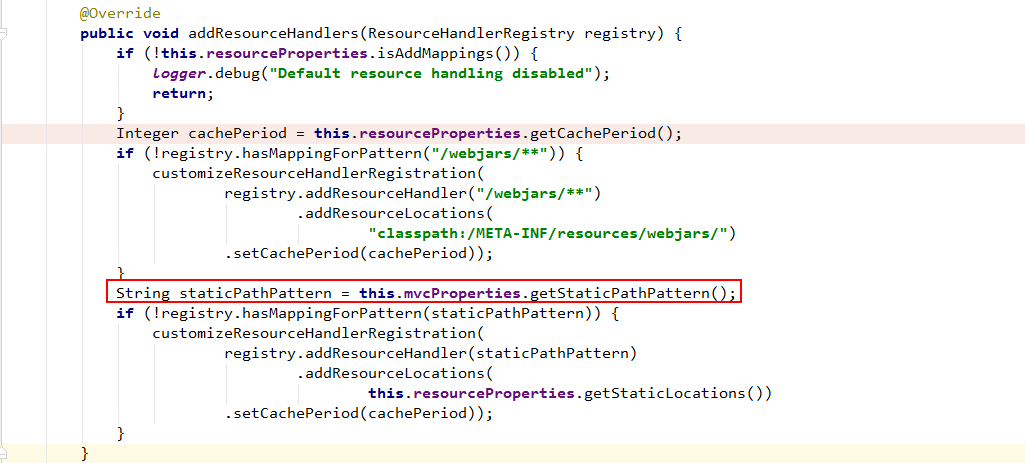 @Override
public void addResourceHandlers(ResourceHandlerRegistry registry) {
if (!this.resourceProperties.isAddMappings()) {
logger.debug("Default resource handling disabled");
return;
}
Integer cachePeriod = this.resourceProperties.getCachePeriod();
if (!registry.hasMappingForPattern("/webjars/**")) {
customizeResourceHandlerRegistration(
registry.addResourceHandler("/webjars/**")
.addResourceLocations(
"classpath:/META-INF/resources/webjars/")
.setCachePeriod(cachePeriod));
}
String staticPathPattern = this.mvcProperties.getStaticPathPattern();
if (!registry.hasMappingForPattern(staticPathPattern)) {
customizeResourceHandlerRegistration(
registry.addResourceHandler(staticPathPattern)
.addResourceLocations(
this.resourceProperties.getStaticLocations())
.setCachePeriod(cachePeriod));
}
}